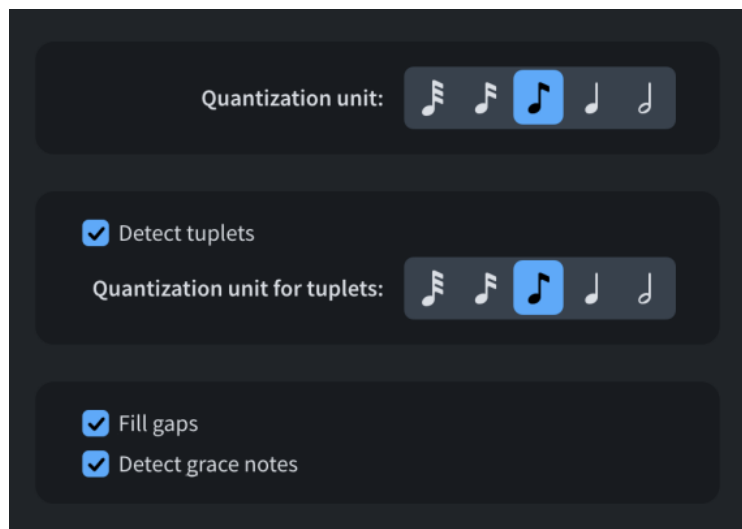 Quantization unit:
Detect tuplets
Quantization unit for tuplets:
Fill gaps
Detect grace notes